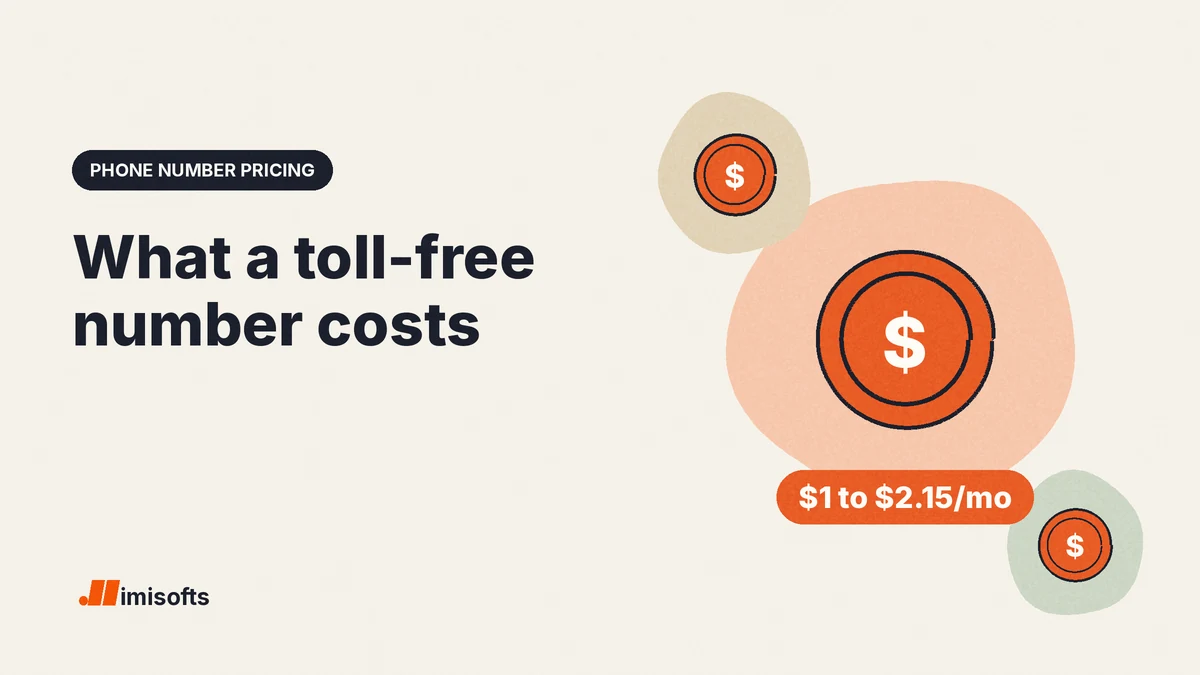 PHONE NUMBER PRICING
What a toll-free
number costs
$
$
$1 to $2.15/mo
$
imisofts